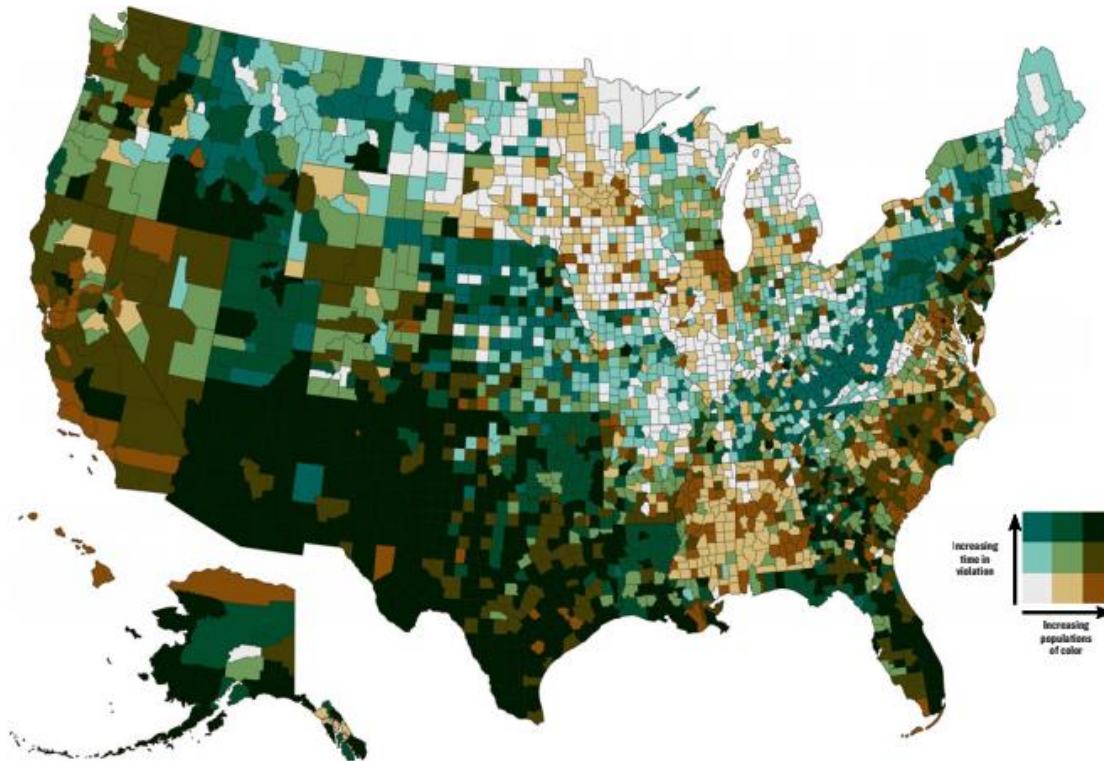 Increasing
time in
violation
Increasing
populations
of color